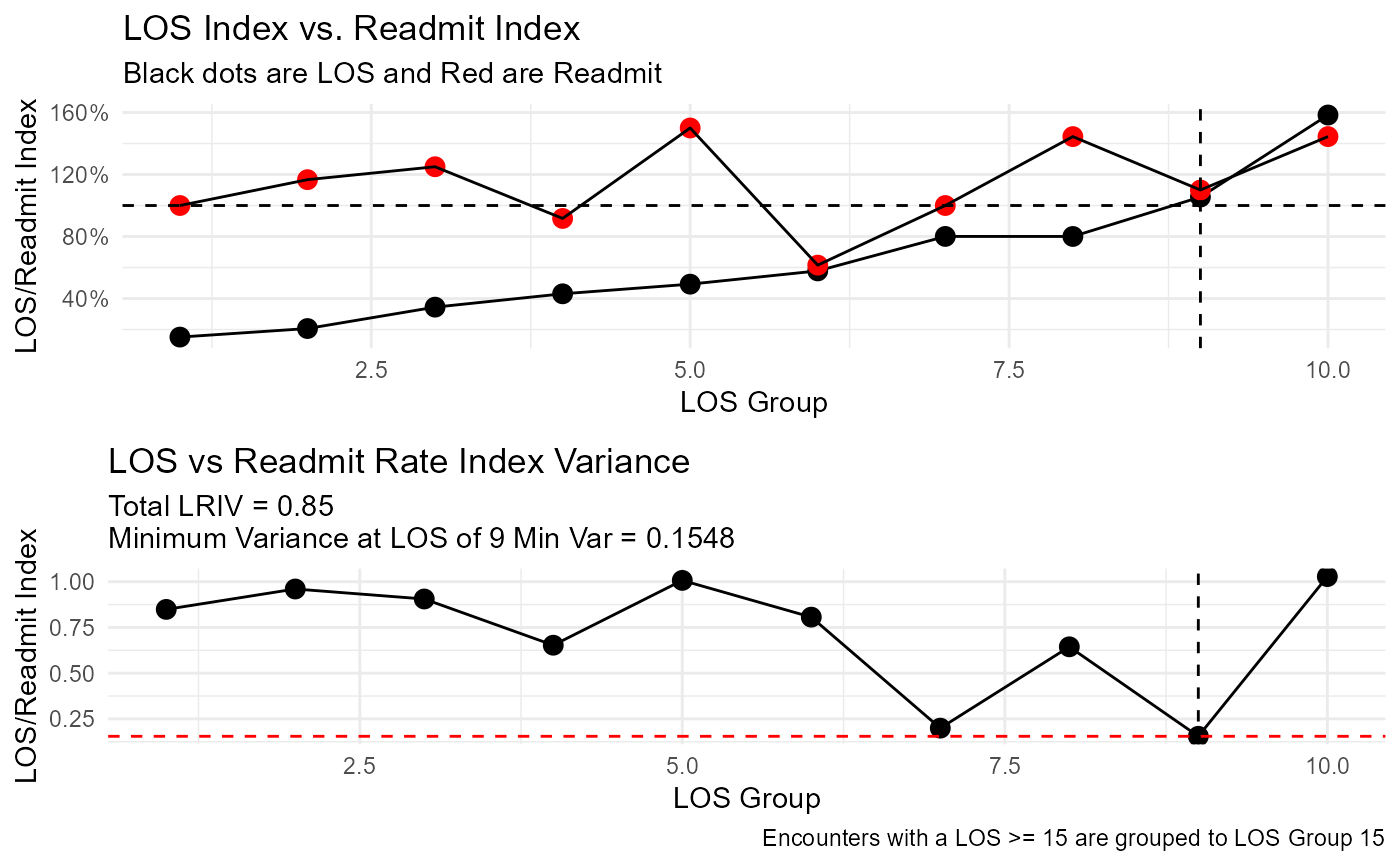 LOS Index vs. Readmit Index
Black dots are LOS and Red are Readmit
LOS/Readmit Index
160%
120%
80%
40%
2.5 5.0 7.5 10.0
LOS Group
LOS vs Readmit Rate Index Variance
Total LRIV = 0.85
Minimum Variance at LOS of 9 Min Var = 0.1548
LOS/Readmit Index
1.00
0.75
0.50
0.25
2.5 5.0 7.5 10.0
LOS Group
Encounters with a LOS >= 15 are grouped to LOS Group 15